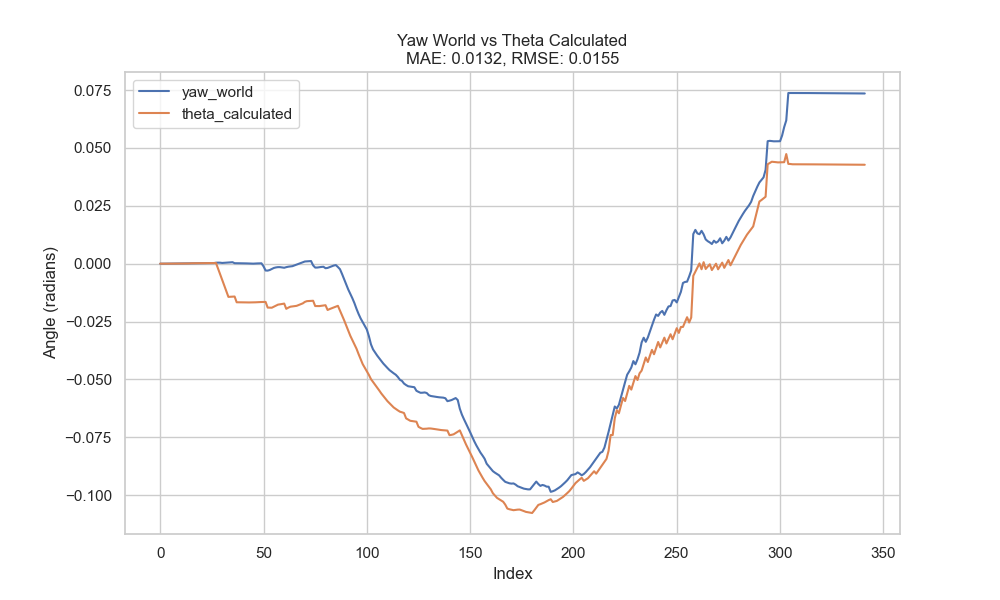 Yaw World vs Theta Calculated
MAE: 0.0132, RMSE: 0.0155
yaw_world
theta_calculated
Angle (radians)
0.075
0.050
0.025
0.000
−0.025
−0.050
−0.075
−0.100
0 50 100 150 200 250 300 350
Index